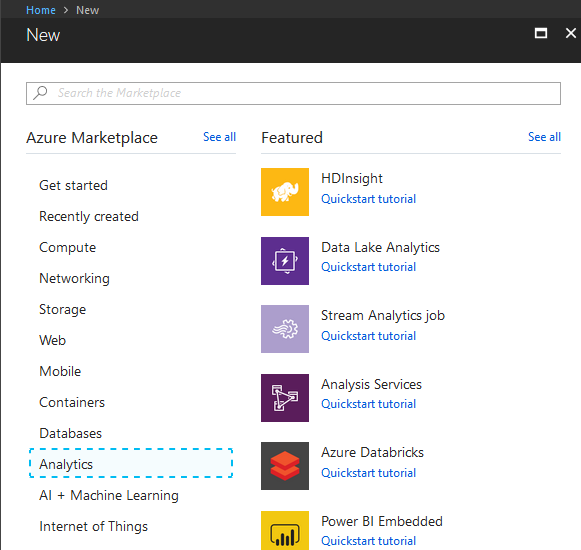 Home > New
New
Search the Marketplace
Azure Marketplace
See all
Get started
Recently created
Compute
Networking
Storage
Web
Mobile
Containers
Databases
Analytics
AI + Machine Learning
Internet of Things
Featured
See all
HDInsight
Quickstart tutorial
Data Lake Analytics
Quickstart tutorial
Stream Analytics job
Quickstart tutorial
Analysis Services
Quickstart tutorial
Azure Databricks
Quickstart tutorial
Power BI Embedded
Quickstart tutorial